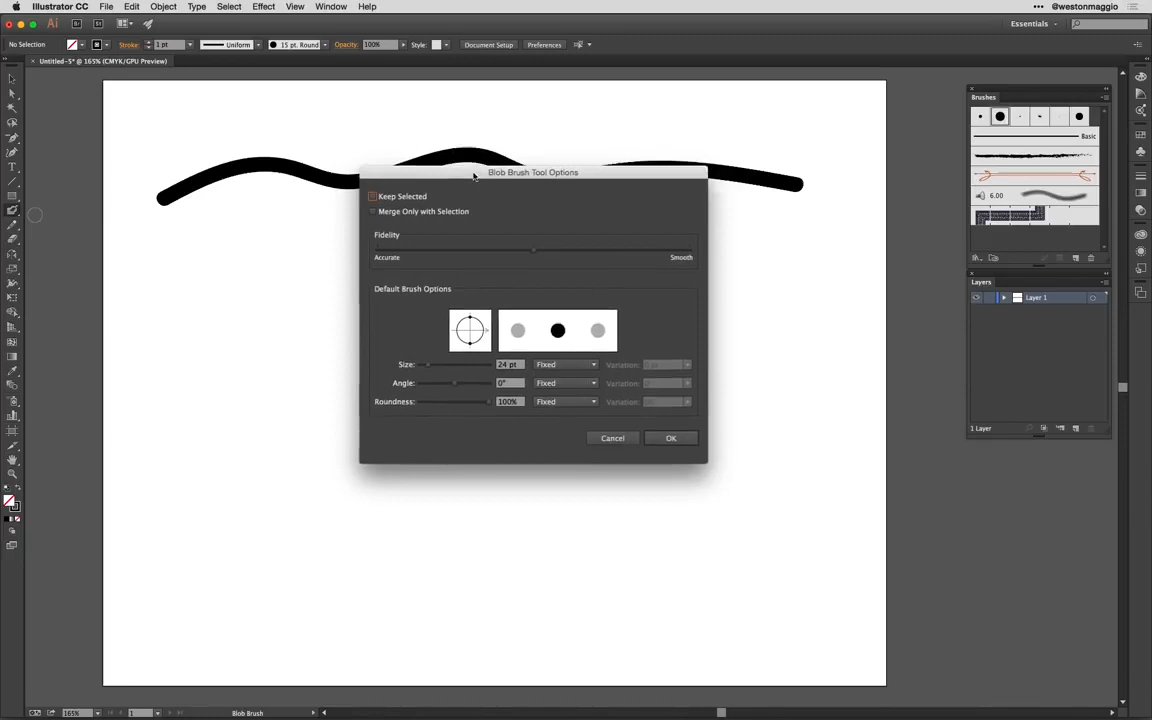 Illustrator CC File Edit Object Type Select Effect View Window Help @westonmaggio
Ai Br St Essentials
No Selection Stroke: 1 pt Uniform 15 pt. Round Opacity: 100% Style: Document Setup Preferences
Untitled-5* @ 165% (CMYK/GPU Preview)
Brushes
Basic
6.00
Layers
Layer 1
1 Layer
Blob Brush Tool Options
Keep Selected
Merge Only with Selection
Fidelity
Accurate Smooth
Default Brush Options
Size: 24 pt Fixed Variation:
Angle: 0° Fixed Variation:
Roundness: 100% Fixed Variation:
Cancel OK
165% 1 Blob Brush